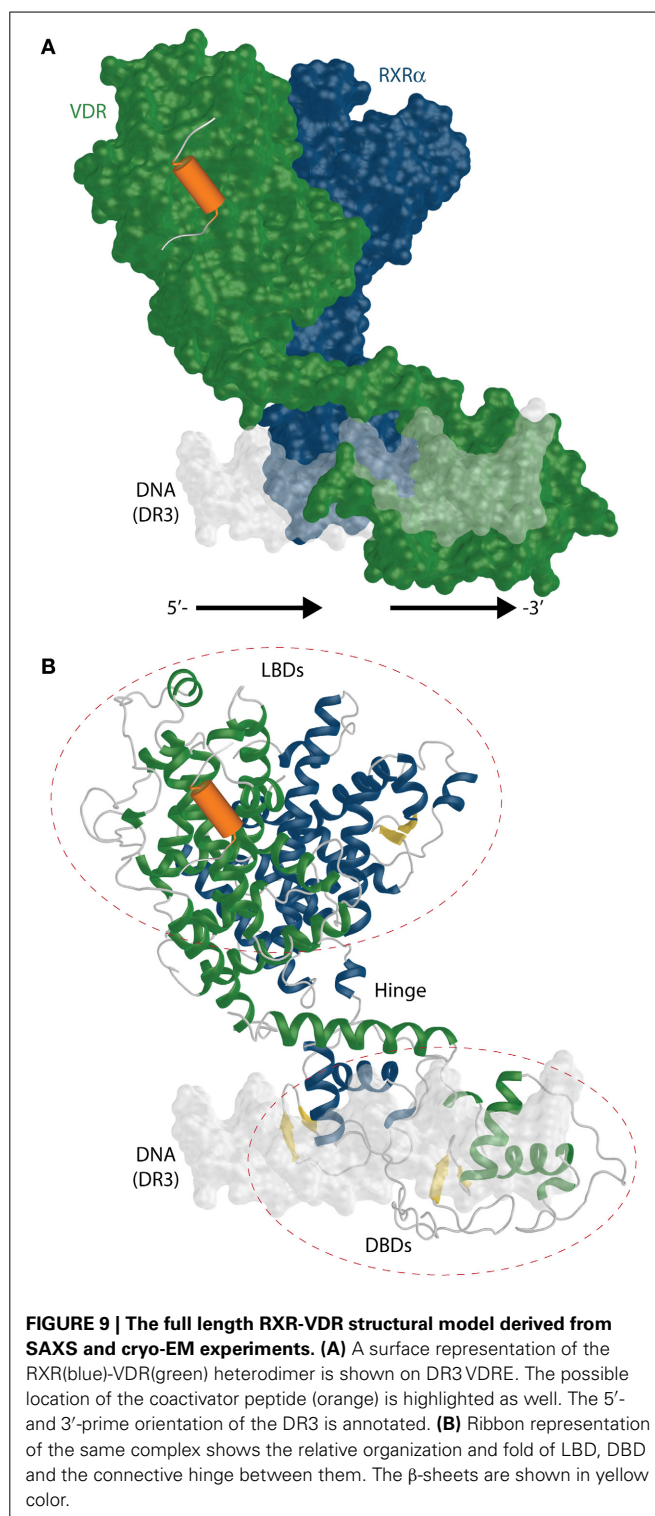 A
VDR
RXRα
DNA
(DR3)
5′-
-3′
B
LBDs
Hinge
DNA
(DR3)
DBDs
FIGURE 9 | The full length RXR-VDR structural model derived from
SAXS and cryo-EM experiments. (A) A surface representation of the
RXR(blue)-VDR(green) heterodimer is shown on DR3 VDRE. The possible
location of the coactivator peptide (orange) is highlighted as well. The 5′-
and 3′-prime orientation of the DR3 is annotated. (B) Ribbon representation
of the same complex shows the relative organization and fold of LBD, DBD
and the connective hinge between them. The β-sheets are shown in yellow
color.